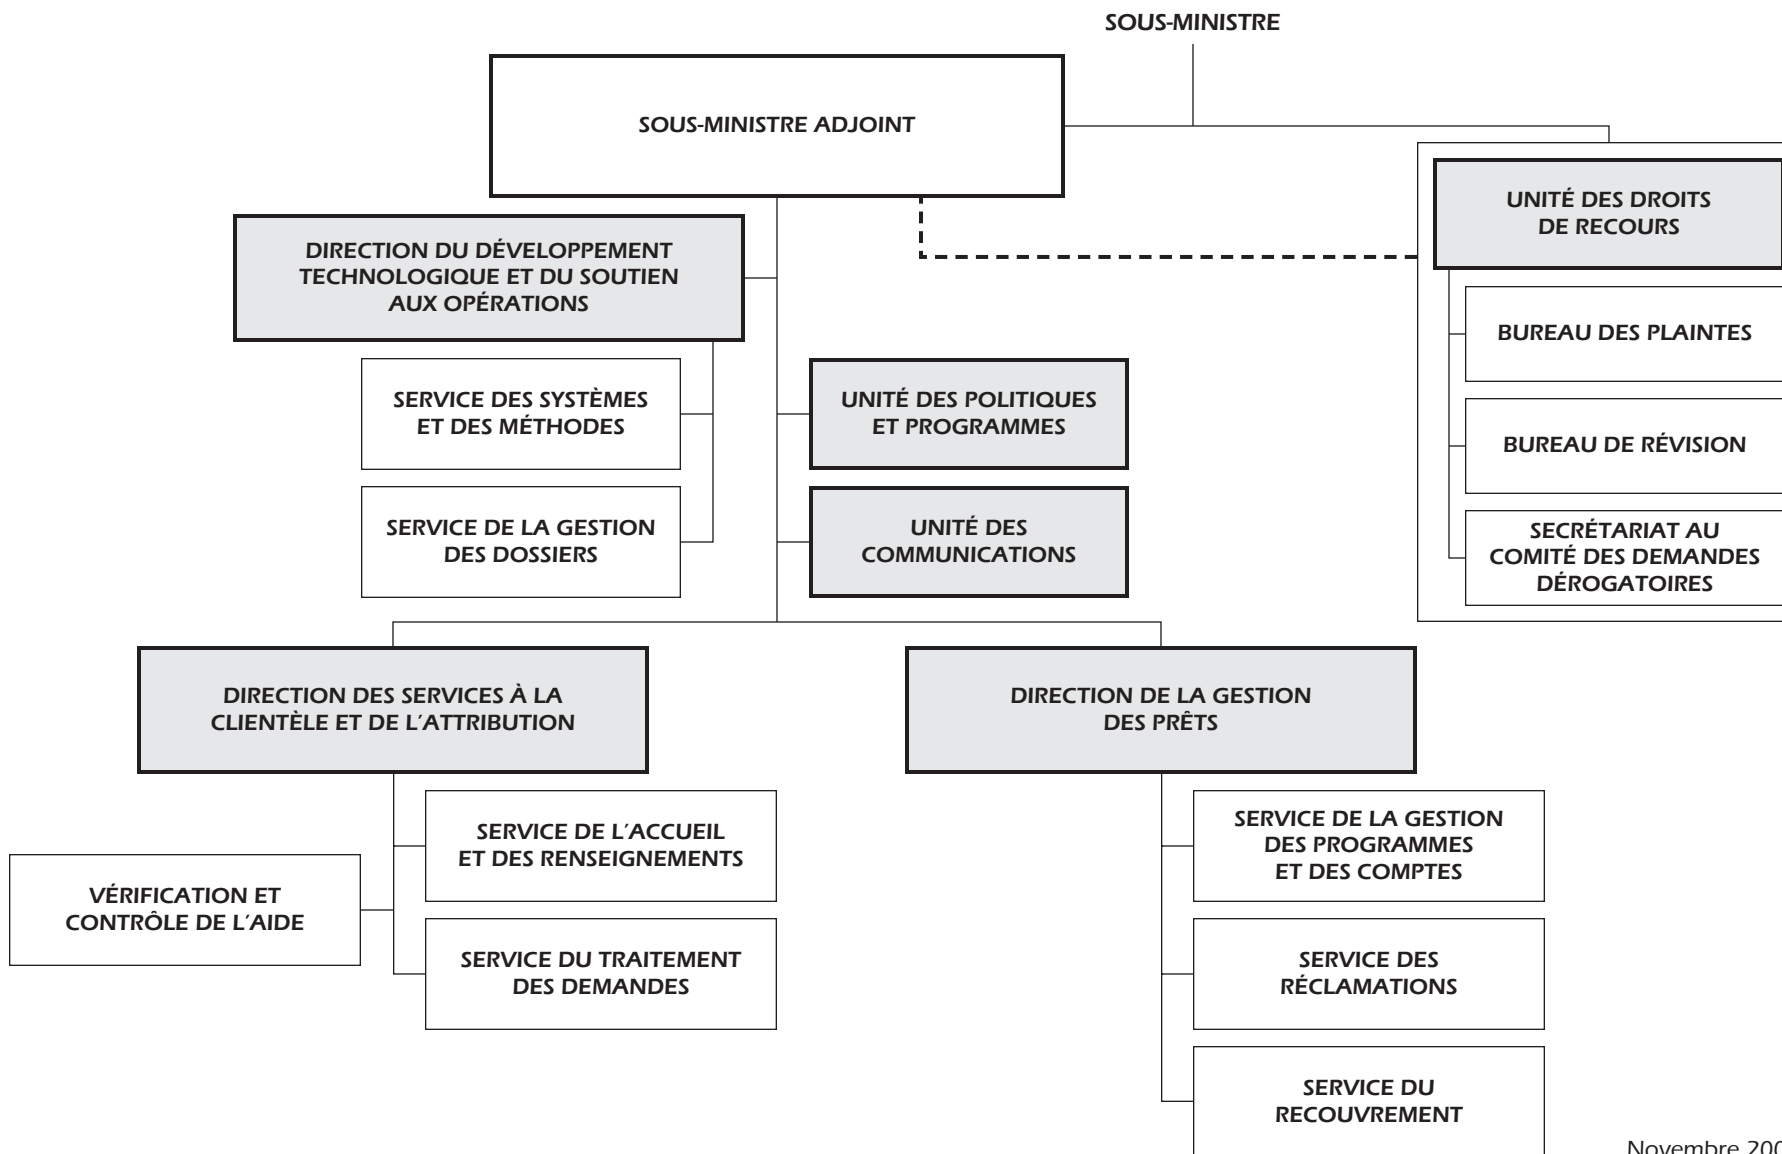 SOUS-MINISTRE
SOUS-MINISTRE ADJOINT
UNITÉ DES DROITS
DE RECOURS
DIRECTION DU DÉVELOPPEMENT
TECHNOLOGIQUE ET DU SOUTIEN
AUX OPÉRATIONS
BUREAU DES PLAINTES
SERVICE DES SYSTÈMES
ET DES MÉTHODES
UNITÉ DES POLITIQUES
ET PROGRAMMES
BUREAU DE RÉVISION
SERVICE DE LA GESTION
DES DOSSIERS
UNITÉ DES
COMMUNICATIONS
SECRÉTARIAT AU
COMITÉ DES DEMANDES
DÉROGATOIRES
DIRECTION DES SERVICES À LA
CLIENTÈLE ET DE L'ATTRIBUTION
DIRECTION DE LA GESTION
DES PRÊTS
SERVICE DE L'ACCUEIL
ET DES RENSEIGNEMENTS
SERVICE DE LA GESTION
DES PROGRAMMES
ET DES COMPTES
VÉRIFICATION ET
CONTRÔLE DE L'AIDE
SERVICE DU TRAITEMENT
DES DEMANDES
SERVICE DES
RÉCLAMATIONS
SERVICE DU
RECOUVREMENT
Novembre